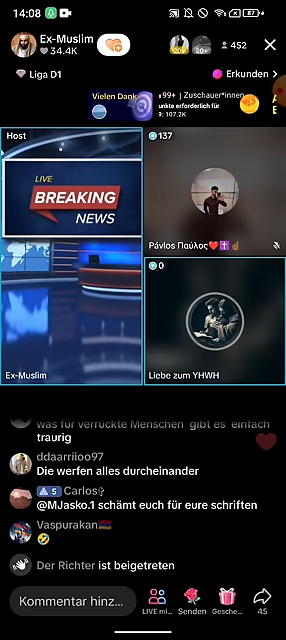 14:08
87
Ex-Muslim
34.4K
20+
452
Liga D1
Erkunden
Vielen Dank
99+ | Zuschauer*innen
unkte erforderlich für
9: 107.2K
Host
137
LIVE
BREAKING
NEWS
Pávlos Παύλος❤️✝️☝🏽
0
Ex-Muslim
Liebe zum YHWH
was für verrückte Menschen gibt es einfach
traurig
ddaarriioo97
Die werfen alles durcheinander
5 Carlos✞
@MJasko.1 schämt euch für eure schriften
Vaspurakan🇦🇲
🤣
Der Richter ist beigetreten
Kommentar hinz...
LIVE mi...
Senden
Gesche...
45